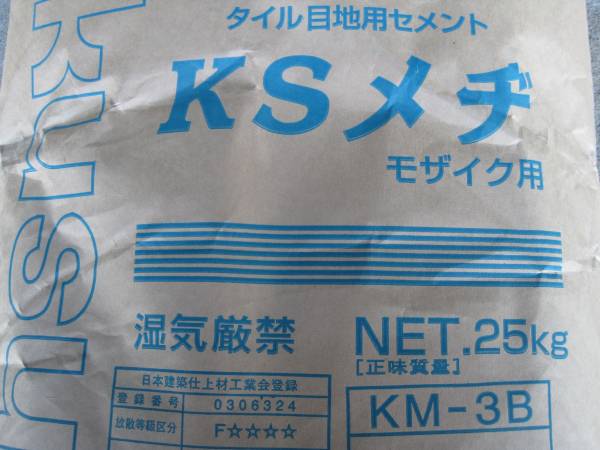 タイル目地用セメント
KSメヂ
モザイク用
kusu
湿気厳禁
NET.25kg
[正味質量]
日本建築仕上材工業会登録
登録番号 0306324
放散等級区分 F☆☆☆☆
KM-3B